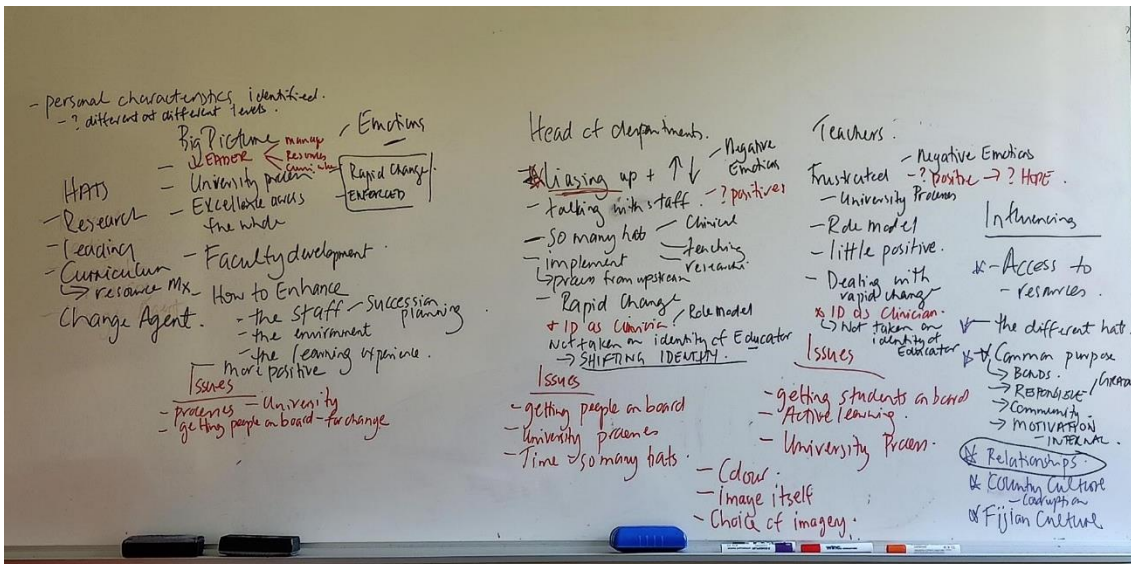 - personal characteristics identified.
- ? different at different levels.
Big Picture
LEADER
manage
Resources
Curriculum
Emotions
- University
- Excellence across
the whole
Rapid Change
ENFORCED
HATS
- Research
- Leading
- Curriculum
↳ resource Mx
Change Agent.
- Faculty development
- How to Enhance
- the staff - Succession
planning
- the environment
- the learning experience.
- More positive
Issues
- University
- getting people on board - for change
Head of departments.
Liasing up + ↑ ↓
Negative
Emotions
- ? positives
- talking with staff.
- So many hats
Clinical
teaching
research
- implement
↳ from upstream
- Rapid Change
+ ID as Clinician
? Role Model
Not taken on identity of Educator
→ SHIFTING IDENTITY.
Issues
- getting people on board
- University
- Time - so many hats.
Teachers.
- Negative Emotions
Frustrated
- ? positive → ? HOPE.
- University
- Role model
- little positive.
- Dealing with
rapid change
* ID as Clinician.
↳ Not taken on
identity of
Educator
Issues
- getting students on board
- Active learning.
- University
- Colour.
- Image itself
- Choice of imagery.
Influencing
- Access to
- resources.
- the different hats.
Common purpose
→ BONDS.
→ RESPONSIBLE
→ Community.
→ MOTIVATION
- INTERNAL.
Relationships.
Country Culture
- Corruption
Fijian Culture